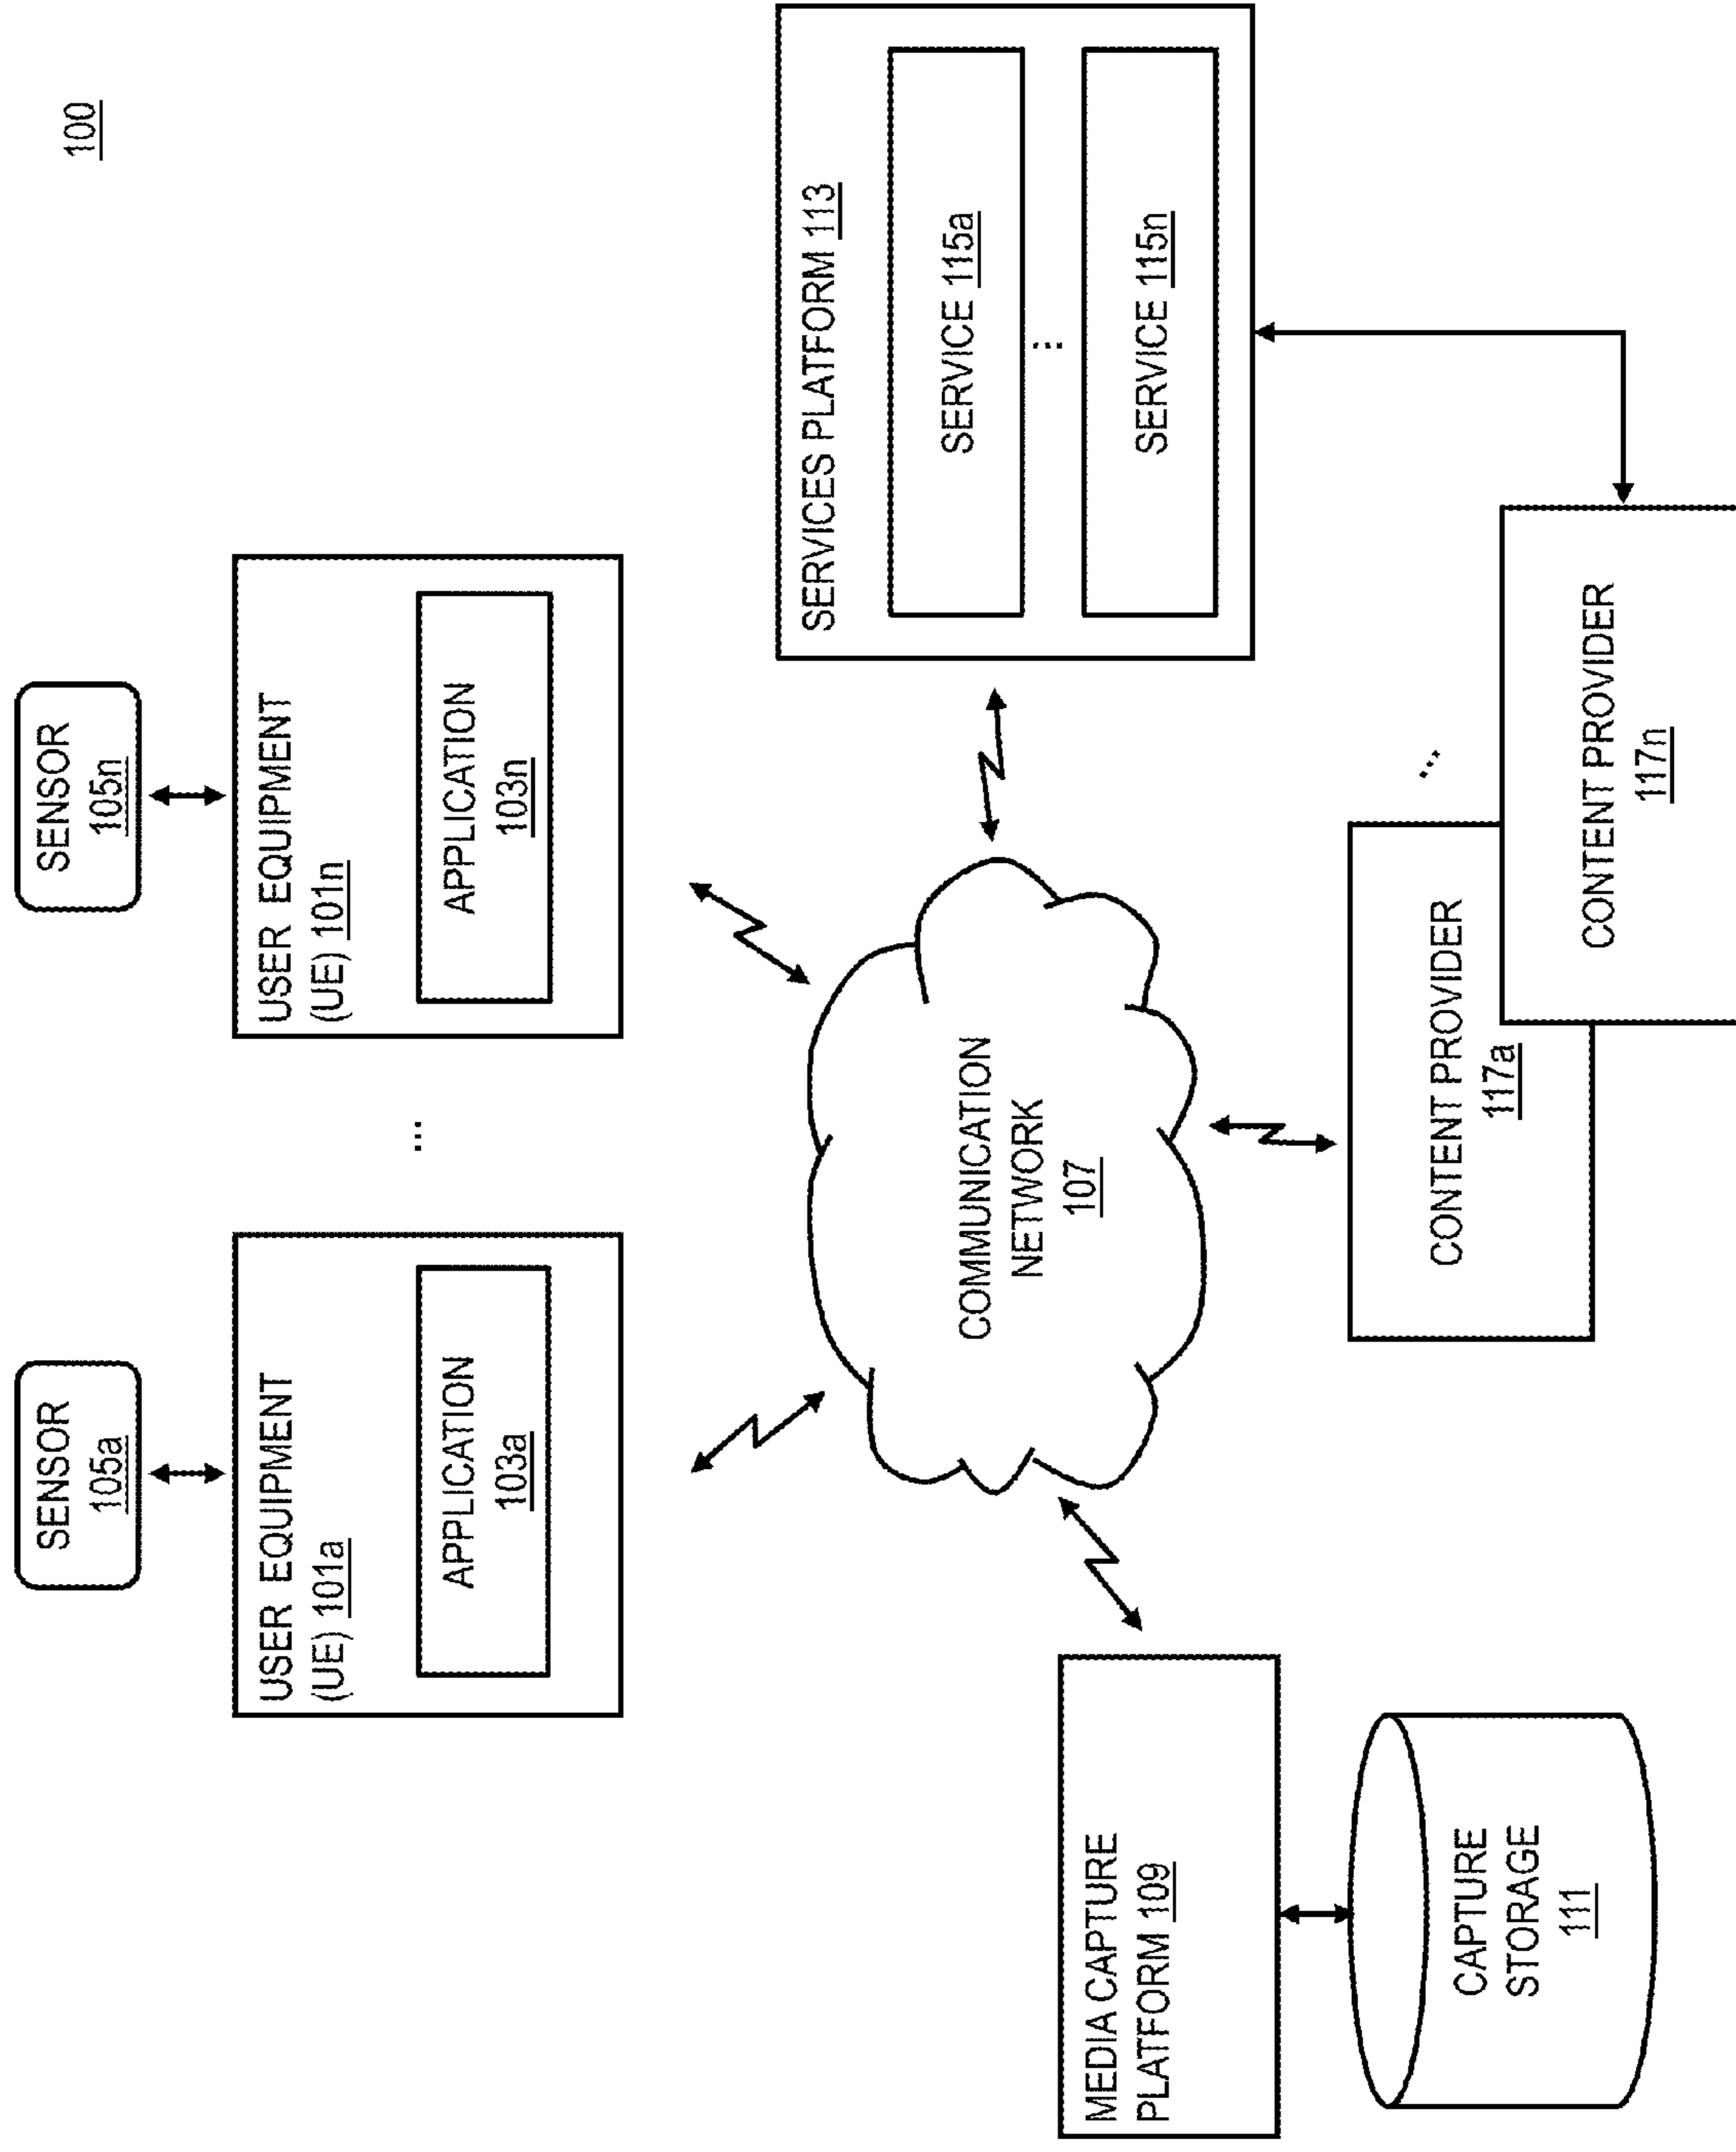 100
SENSOR
105a
SENSOR
105n
USER EQUIPMENT
(UE) 101a
APPLICATION
103a
...
USER EQUIPMENT
(UE) 101n
APPLICATION
103n
SERVICES PLATFORM 113
SERVICE 115a
...
SERVICE 115n
COMMUNICATION
NETWORK
107
MEDIA CAPTURE
PLATFORM 109
CAPTURE
STORAGE
111
CONTENT PROVIDER
117a
...
CONTENT PROVIDER
117n